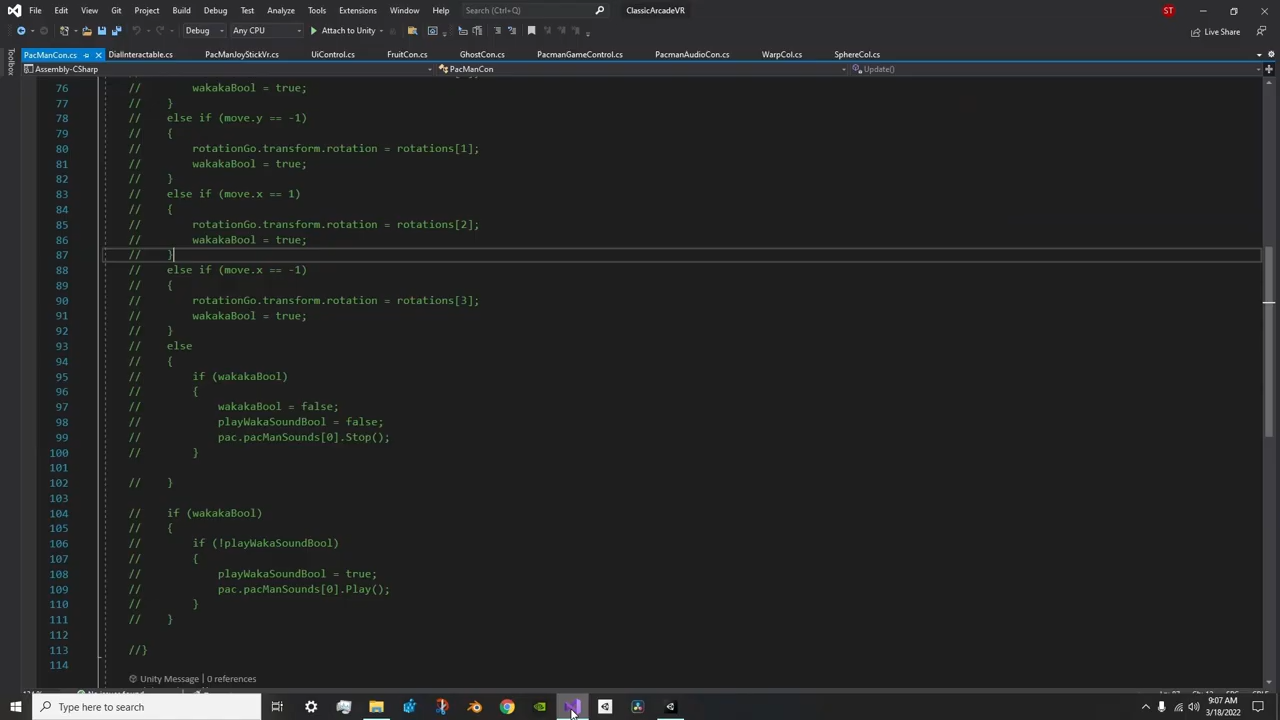 File Edit View Git Project Build Debug Test Analyze Tools Extensions Window Help Search (Ctrl+Q) ClassicArcadeVR ST
Debug Any CPU Attach to Unity Live Share
PacManCon.cs DialInteractable.cs PacManJoyStickVr.cs UiControl.cs FruitCon.cs GhostCon.cs PacmanGameControl.cs PacmanAudioCon.cs WarpCol.cs SphereCol.cs
Toolbox
Assembly-CSharp PacManCon Update()
76 // wakakaBool = true;
77 // }
78 // else if (move.y == -1)
79 // {
80 // rotationGo.transform.rotation = rotations[1];
81 // wakakaBool = true;
82 // }
83 // else if (move.x == 1)
84 // {
85 // rotationGo.transform.rotation = rotations[2];
86 // wakakaBool = true;
87 // }
88 // else if (move.x == -1)
89 // {
90 // rotationGo.transform.rotation = rotations[3];
91 // wakakaBool = true;
92 // }
93 // else
94 // {
95 // if (wakakaBool)
96 // {
97 // wakakaBool = false;
98 // playWakaSoundBool = false;
99 // pac.pacManSounds[0].Stop();
100 // }
101
102 // }
103
104 // if (wakakaBool)
105 // {
106 // if (!playWakaSoundBool)
107 // {
108 // playWakaSoundBool = true;
109 // pac.pacManSounds[0].Play();
110 // }
111 // }
112
113 //}
114
Unity Message | 0 references
Type here to search
9:07 AM
3/18/2022